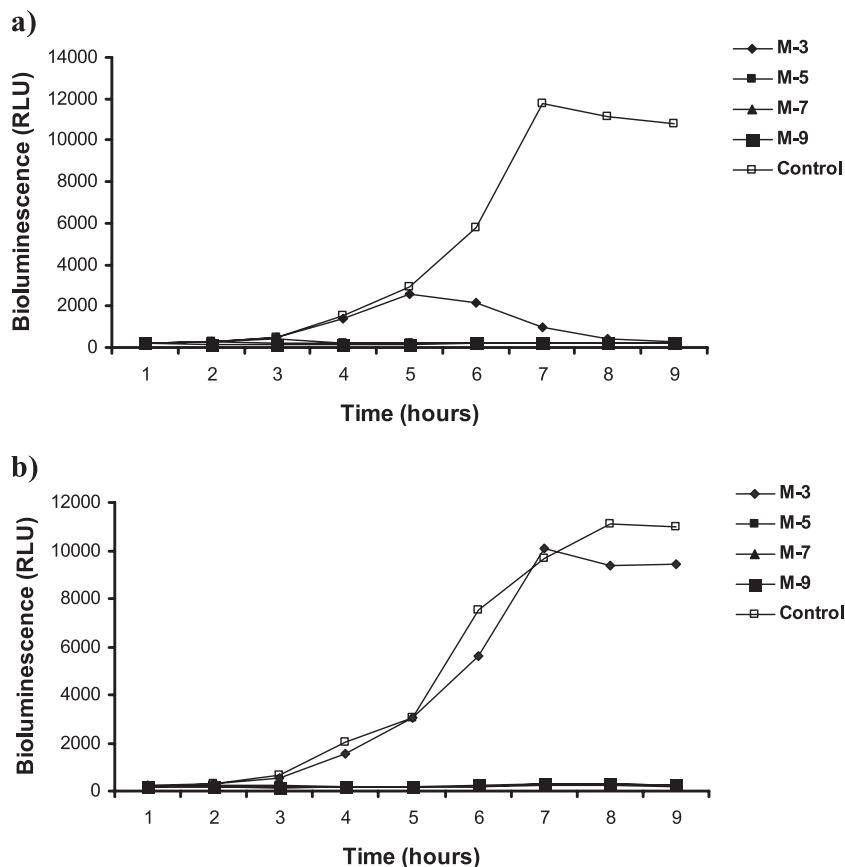 a)
Bioluminescence (RLU)
14000
12000
10000
8000
6000
4000
2000
0
1 2 3 4 5 6 7 8 9
Time (hours)
M-3
M-5
M-7
M-9
Control
b)
Bioluminescence (RLU)
12000
10000
8000
6000
4000
2000
0
1 2 3 4 5 6 7 8 9
Time (hours)
M-3
M-5
M-7
M-9
Control